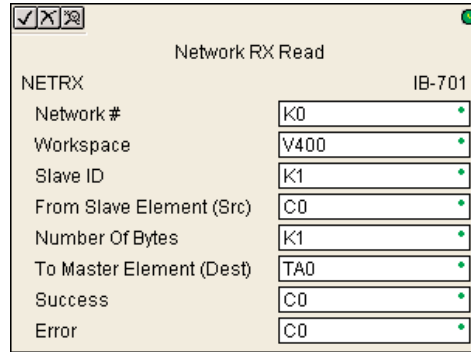 Network RX Read
NETRX IB-701
Network # K0
Workspace V400
Slave ID K1
From Slave Element (Src) C0
Number Of Bytes K1
To Master Element (Dest) TA0
Success C0
Error C0